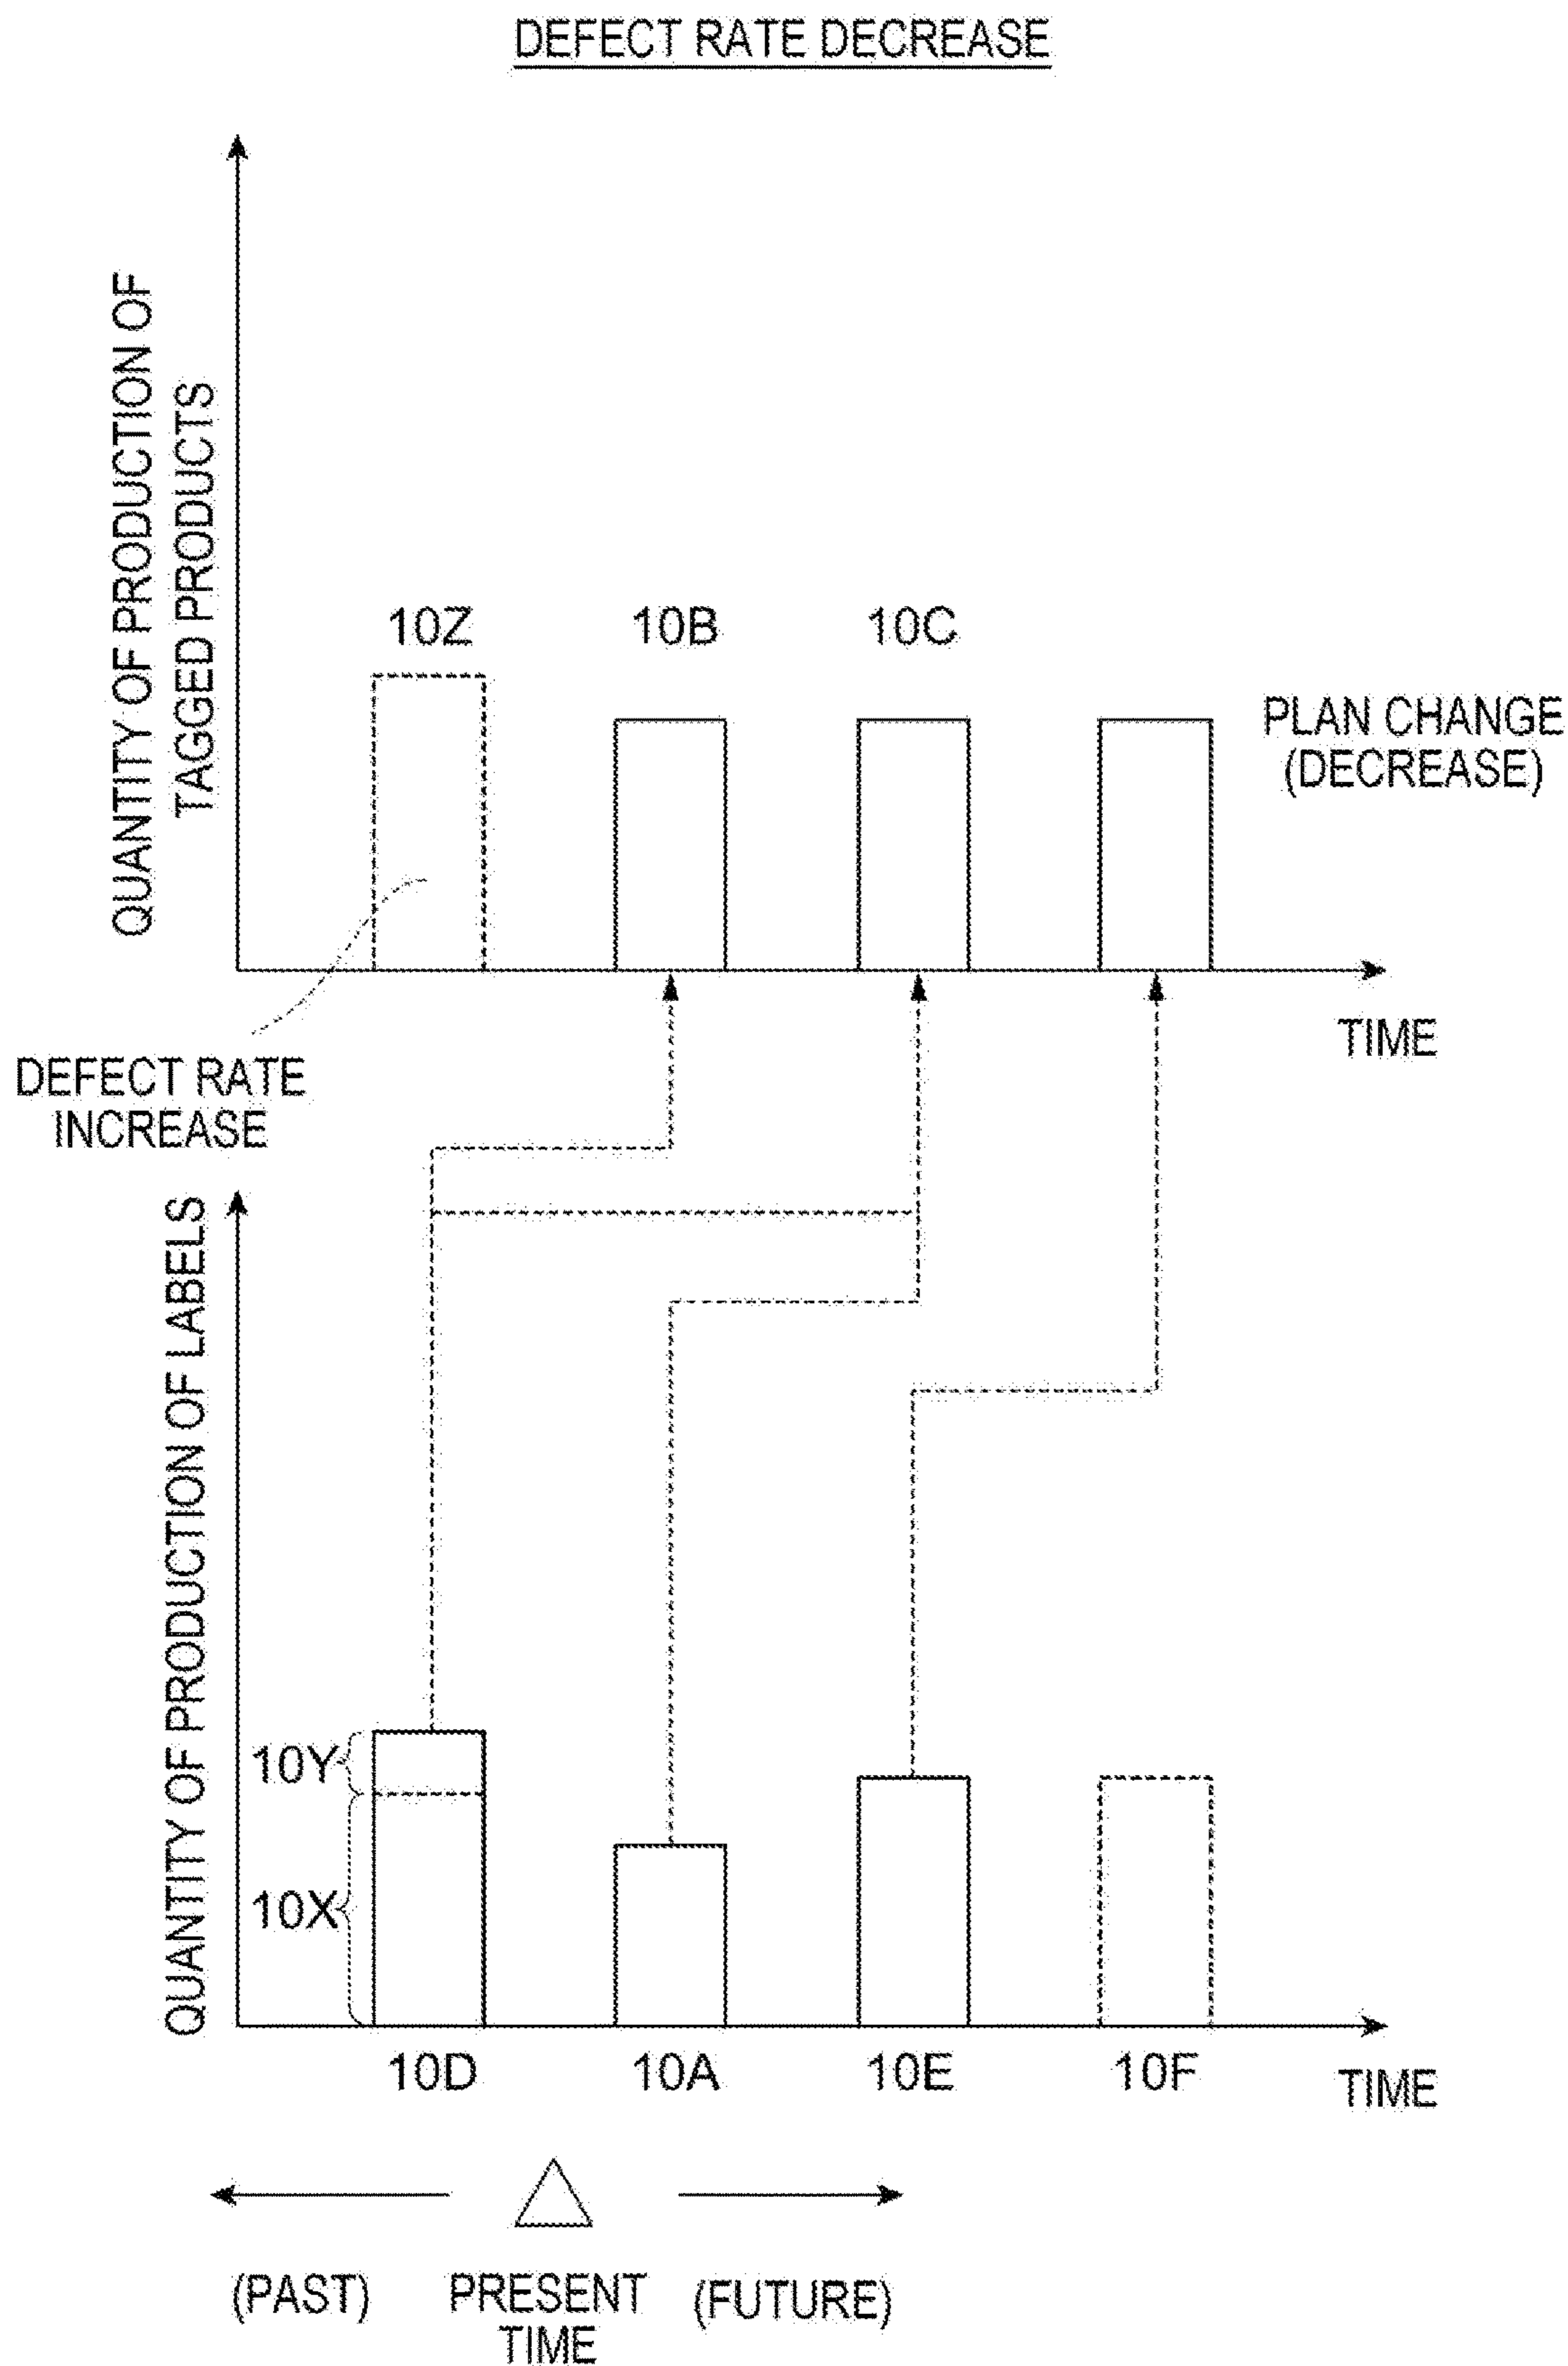 DEFECT RATE DECREASE
QUANTITY OF PRODUCTION OF
TAGGED PRODUCTS
10Z
10B
10C
PLAN CHANGE
(DECREASE)
TIME
DEFECT RATE
INCREASE
QUANTITY OF PRODUCTION OF LABELS
10Y
10X
10D
10A
10E
10F
TIME
(PAST)
PRESENT
TIME
(FUTURE)